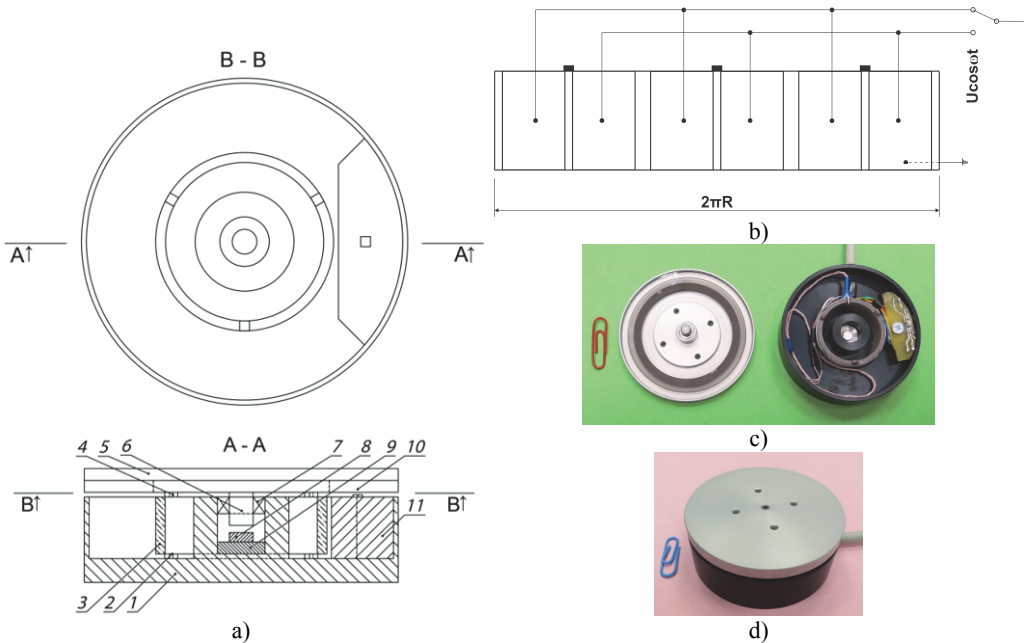 B - B
A↑ A↑
A - A
4 5 6 7 8 9 10
B↑ B↑
11
3 2 1
a)
Ucosωt
2πR
b)
c)
d)